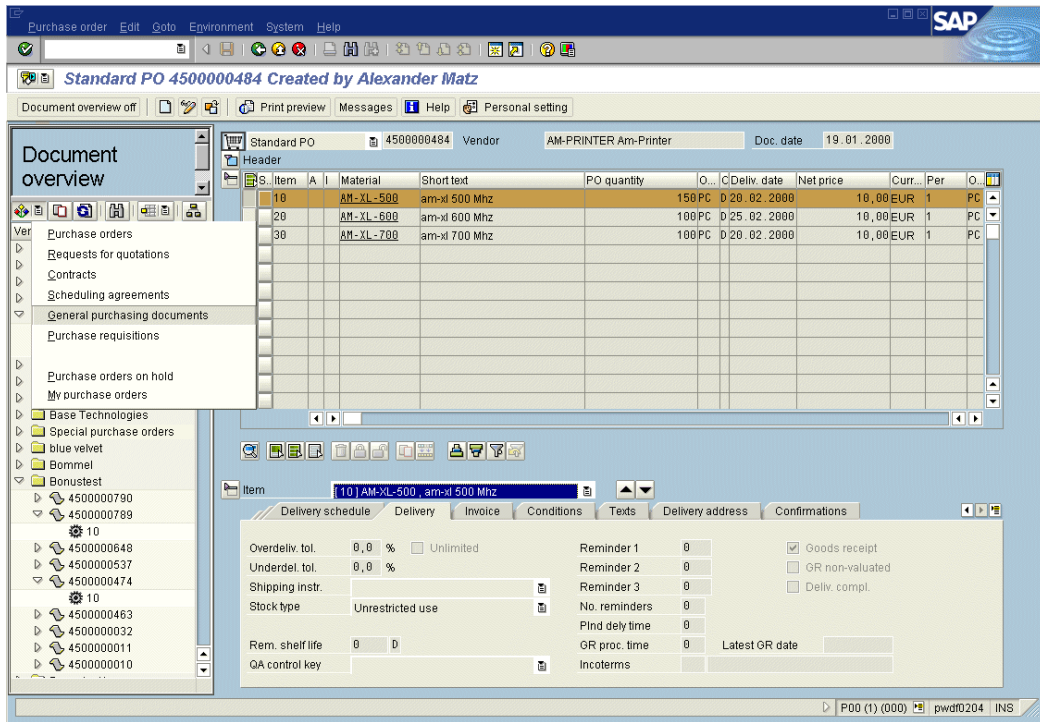 Purchase order Edit Goto Environment System Help
SAP
Standard PO 4500000484 Created by Alexander Matz
Document overview off Print preview Messages Help Personal setting
Document overview
Standard PO 4500000484 Vendor AM-PRINTER Am-Printer Doc. date 19.01.2000
Header
S.. Item A I Material Short text PO quantity O... C Deliv. date Net price Curr... Per O...
10 AM-XL-500 am-xl 500 Mhz 150 PC D 20.02.2000 10,00 EUR 1 PC
20 AM-XL-600 am-xl 600 Mhz 100 PC D 25.02.2000 10,00 EUR 1 PC
30 AM-XL-700 am-xl 700 Mhz 100 PC D 20.02.2000 10,00 EUR 1 PC
Ver
Purchase orders
Requests for quotations
Contracts
Scheduling agreements
General purchasing documents
Purchase requisitions
Purchase orders on hold
My purchase orders
Base Technologies
Special purchase orders
blue velvet
Bommel
Bonustest
4500000790
4500000789
10
4500000648
4500000537
4500000474
10
4500000463
4500000032
4500000011
4500000010
Item [ 10 ] AM-XL-500 , am-xl 500 Mhz
Delivery schedule Delivery Invoice Conditions Texts Delivery address Confirmations
Overdeliv. tol. 0,0 % Unlimited Reminder 1 0 Goods receipt
Underdel. tol. 0,0 % Reminder 2 0 GR non-valuated
Shipping instr. Reminder 3 0 Deliv. compl.
Stock type Unrestricted use No. reminders 0
Plnd dely time 0
Rem. shelf life 0 D GR proc. time 0 Latest GR date
QA control key Incoterms
P00 (1) (000) pwdf0204 INS